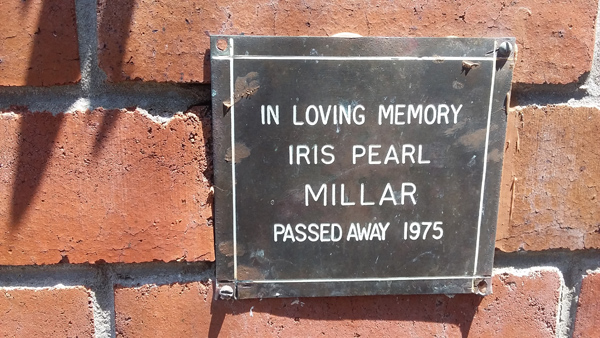 IN LOVING MEMORY
IRIS PEARL
MILLAR
PASSED AWAY 1975